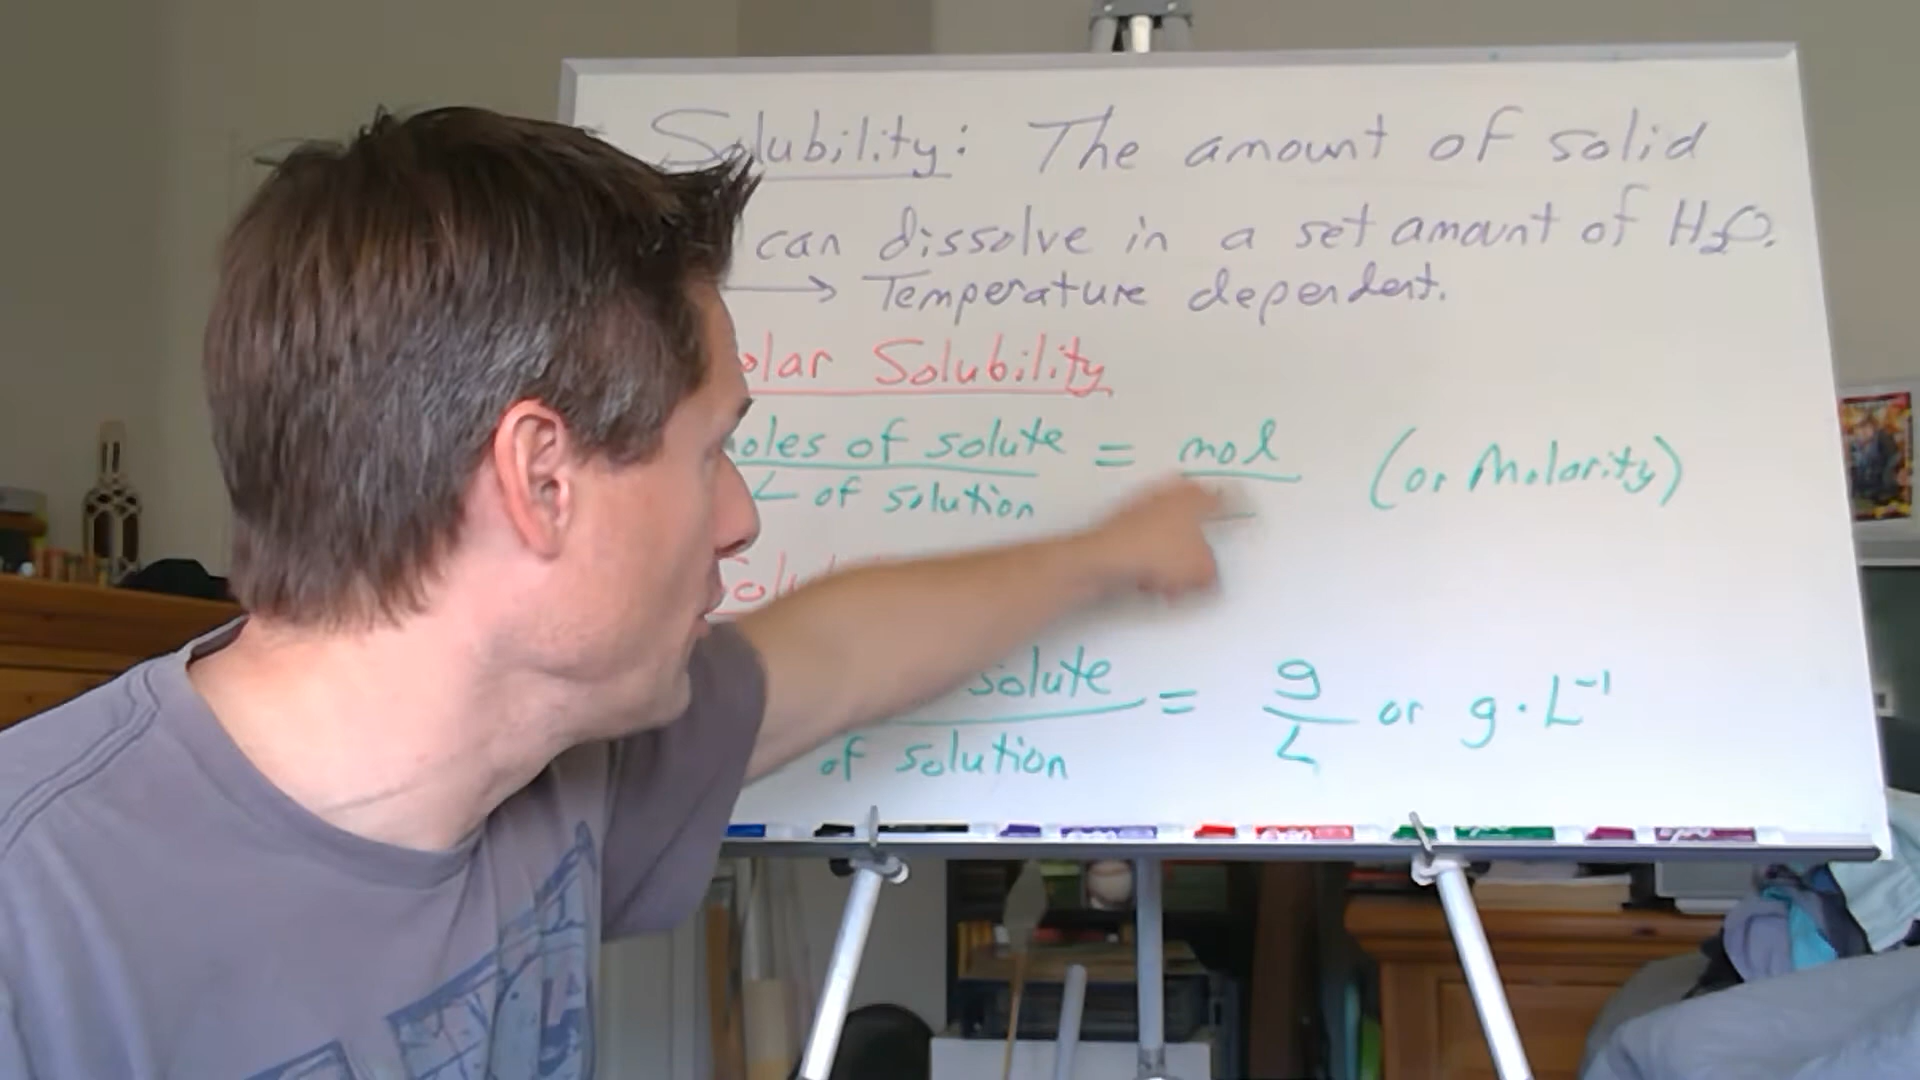 Solubility: The amount of solid
can dissolve in a set amount of H₂O.
→ Temperature dependent.
olar Solubility
oles of solute = mol (or Molarity)
L of solution
Solu
solute = g or g·L⁻¹
of solution L